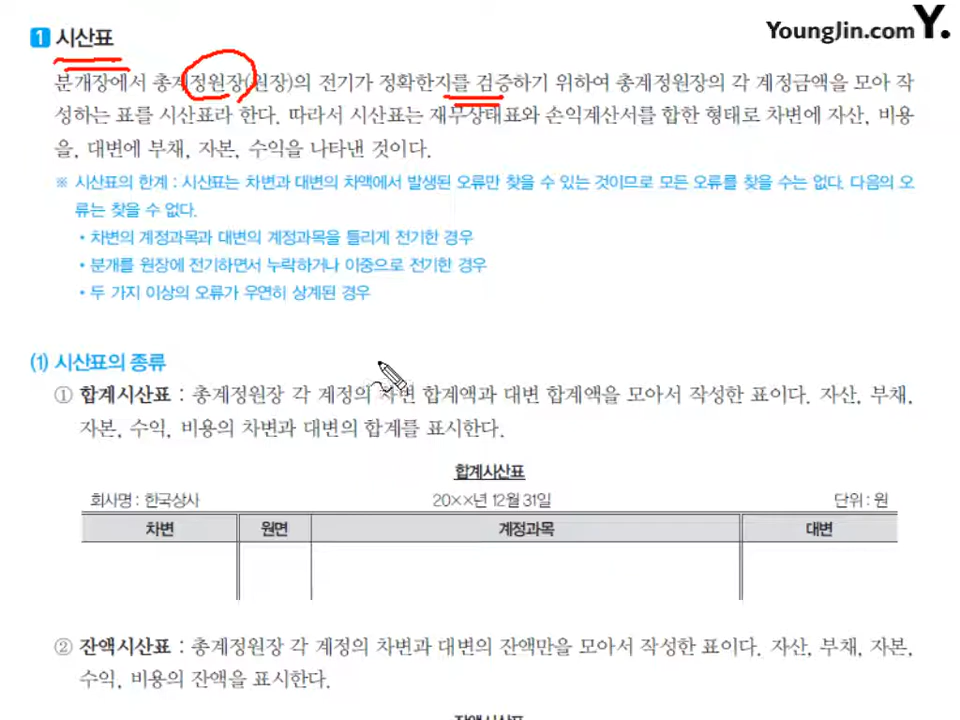 YoungJin.com Y.
1 시산표
분개장에서 총계정원장(원장)의 전기가 정확한지를 검증하기 위하여 총계정원장의 각 계정금액을 모아 작
성하는 표를 시산표라 한다. 따라서 시산표는 재무상태표와 손익계산서를 합한 형태로 차변에 자산, 비용
을, 대변에 부채, 자본, 수익을 나타낸 것이다.
※ 시산표의 한계 : 시산표는 차변과 대변의 차액에서 발생된 오류만 찾을 수 있는 것이므로 모든 오류를 찾을 수는 없다. 다음의 오
류는 찾을 수 없다.
• 차변의 계정과목과 대변의 계정과목을 틀리게 전기한 경우
• 분개를 원장에 전기하면서 누락하거나 이중으로 전기한 경우
• 두 가지 이상의 오류가 우연히 상계된 경우
(1) 시산표의 종류
① 합계시산표 : 총계정원장 각 계정의 차변 합계액과 대변 합계액을 모아서 작성한 표이다. 자산, 부채,
자본, 수익, 비용의 차변과 대변의 합계를 표시한다.
합계시산표
회사명 : 한국상사 20××년 12월 31일 단위 : 원
차변 원면 계정과목 대변
② 잔액시산표 : 총계정원장 각 계정의 차변과 대변의 잔액만을 모아서 작성한 표이다. 자산, 부채, 자본,
수익, 비용의 잔액을 표시한다.
잔액시산표